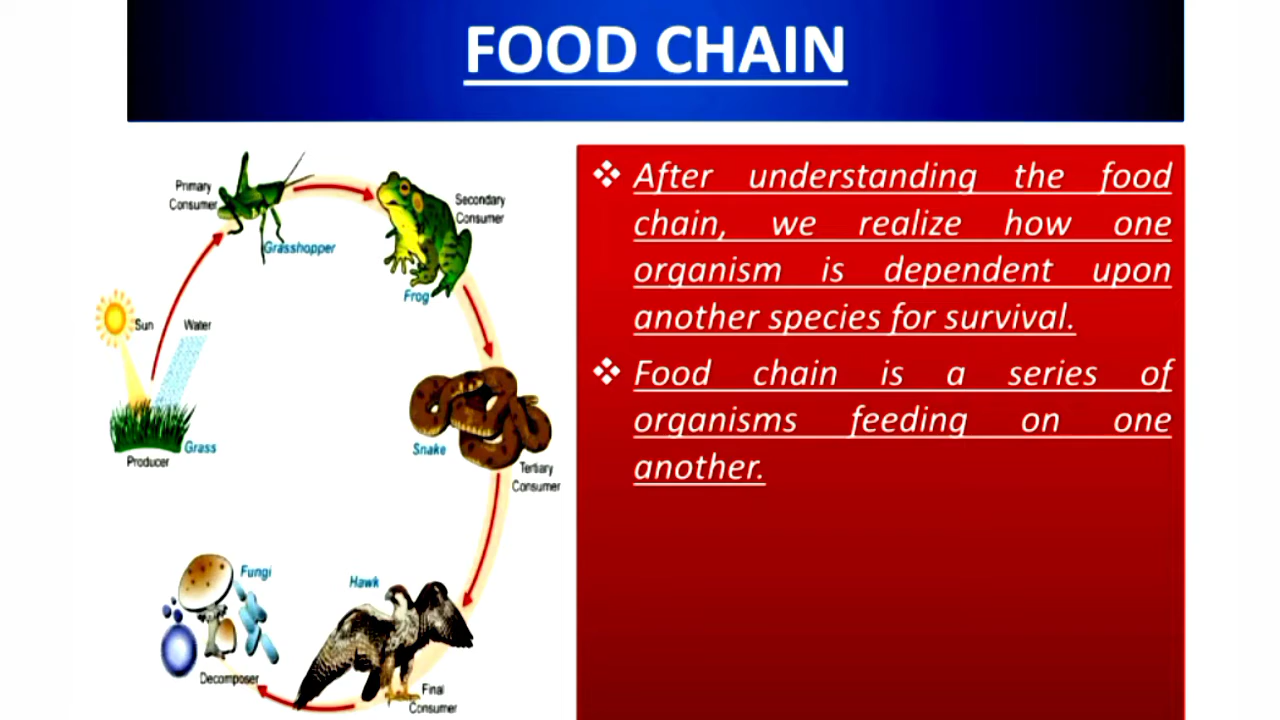 FOOD CHAIN
Primary
Consumer
Grasshopper
Secondary
Consumer
Frog
Sun
Water
Grass
Producer
Snake
Tertiary
Consumer
Fungi
Hawk
Decomposer
Final
Consumer
❖ After understanding the food
chain, we realize how one
organism is dependent upon
another species for survival.
❖ Food chain is a series of
organisms feeding on one
another.